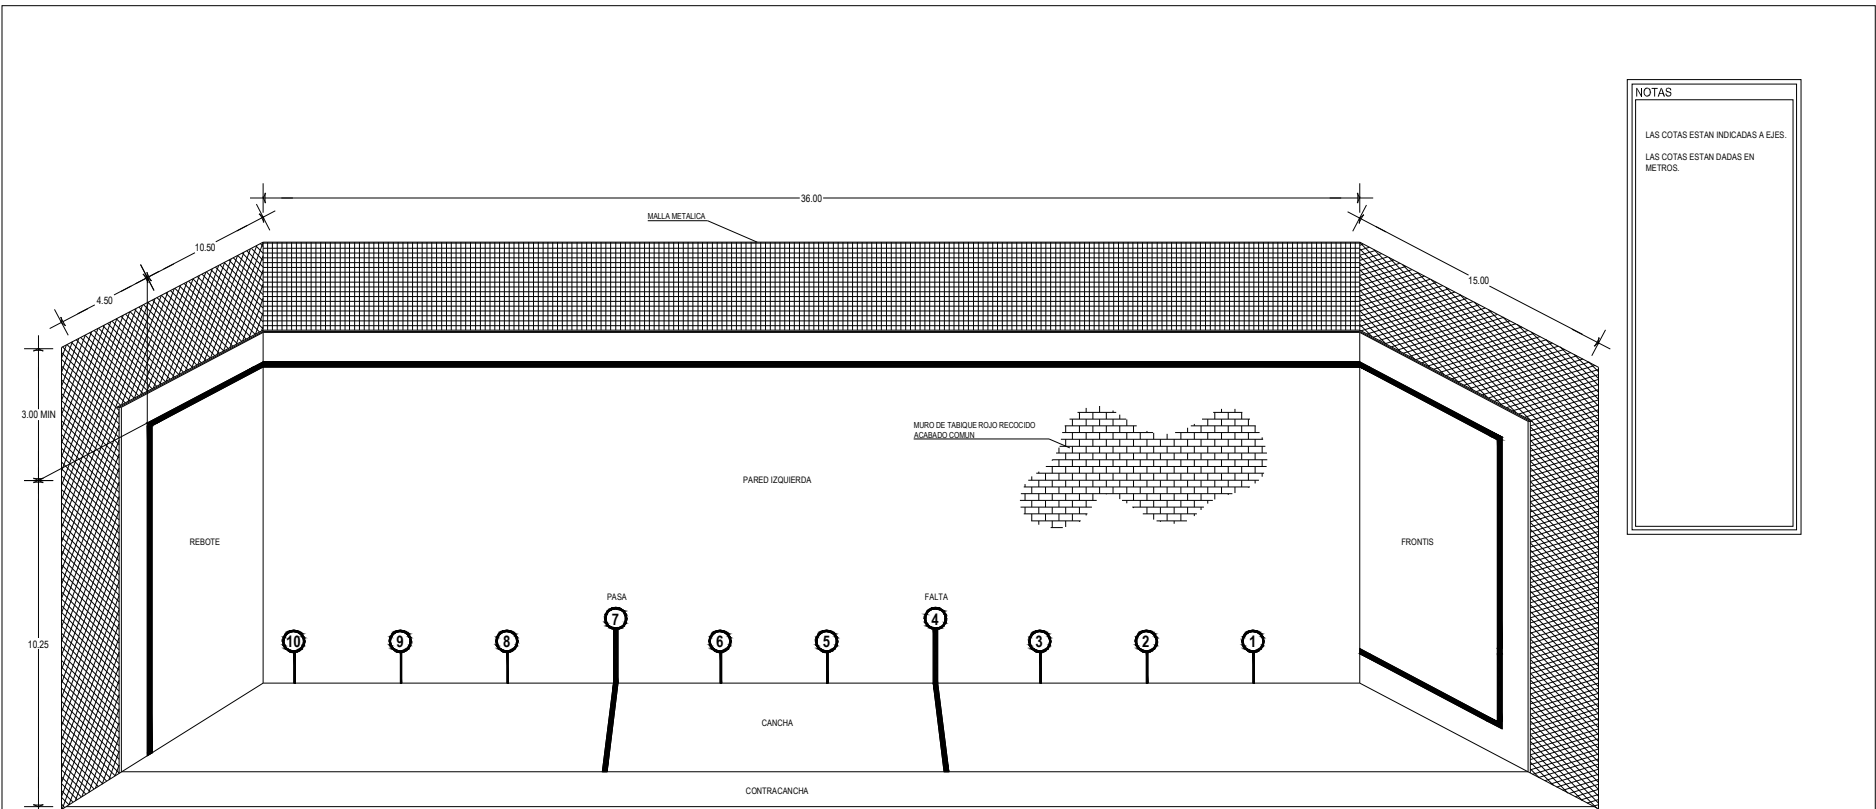 NOTAS
LAS COTAS ESTAN INDICADAS A EJES.
LAS COTAS ESTAN DADAS EN
METROS.
36.00
MALLA METALICA
10.50
4.50
15.00
3.00 MIN
MURO DE TABIQUE ROJO RECOCIDO
ACABADO COMUN
PARED IZQUIERDA
REBOTE
FRONTIS
PASA
FALTA
7
4
10
9
8
6
5
3
2
1
10.25
CANCHA
CONTRACANCHA